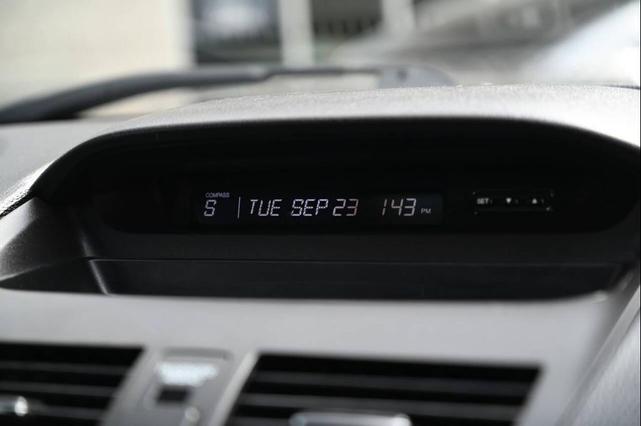 COMPASS
S | TUE SEP 23 1 43 PM
SET ▼ ▲